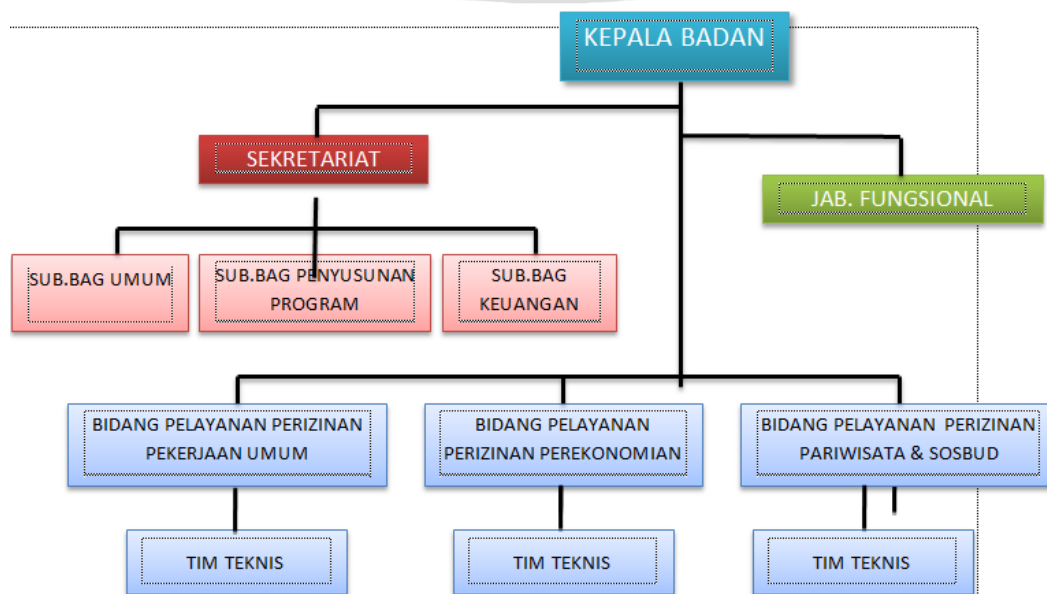 KEPALA BADAN
SEKRETARIAT
JAB. FUNGSIONAL
SUB.BAG UMUM
SUB.BAG PENYUSUNAN
PROGRAM
SUB.BAG
KEUANGAN
BIDANG PELAYANAN PERIZINAN
PEKERJAAN UMUM
BIDANG PELAYANAN
PERIZINAN PEREKONOMIAN
BIDANG PELAYANAN PERIZINAN
PARIWISATA & SOSBUD
TIM TEKNIS
TIM TEKNIS
TIM TEKNIS